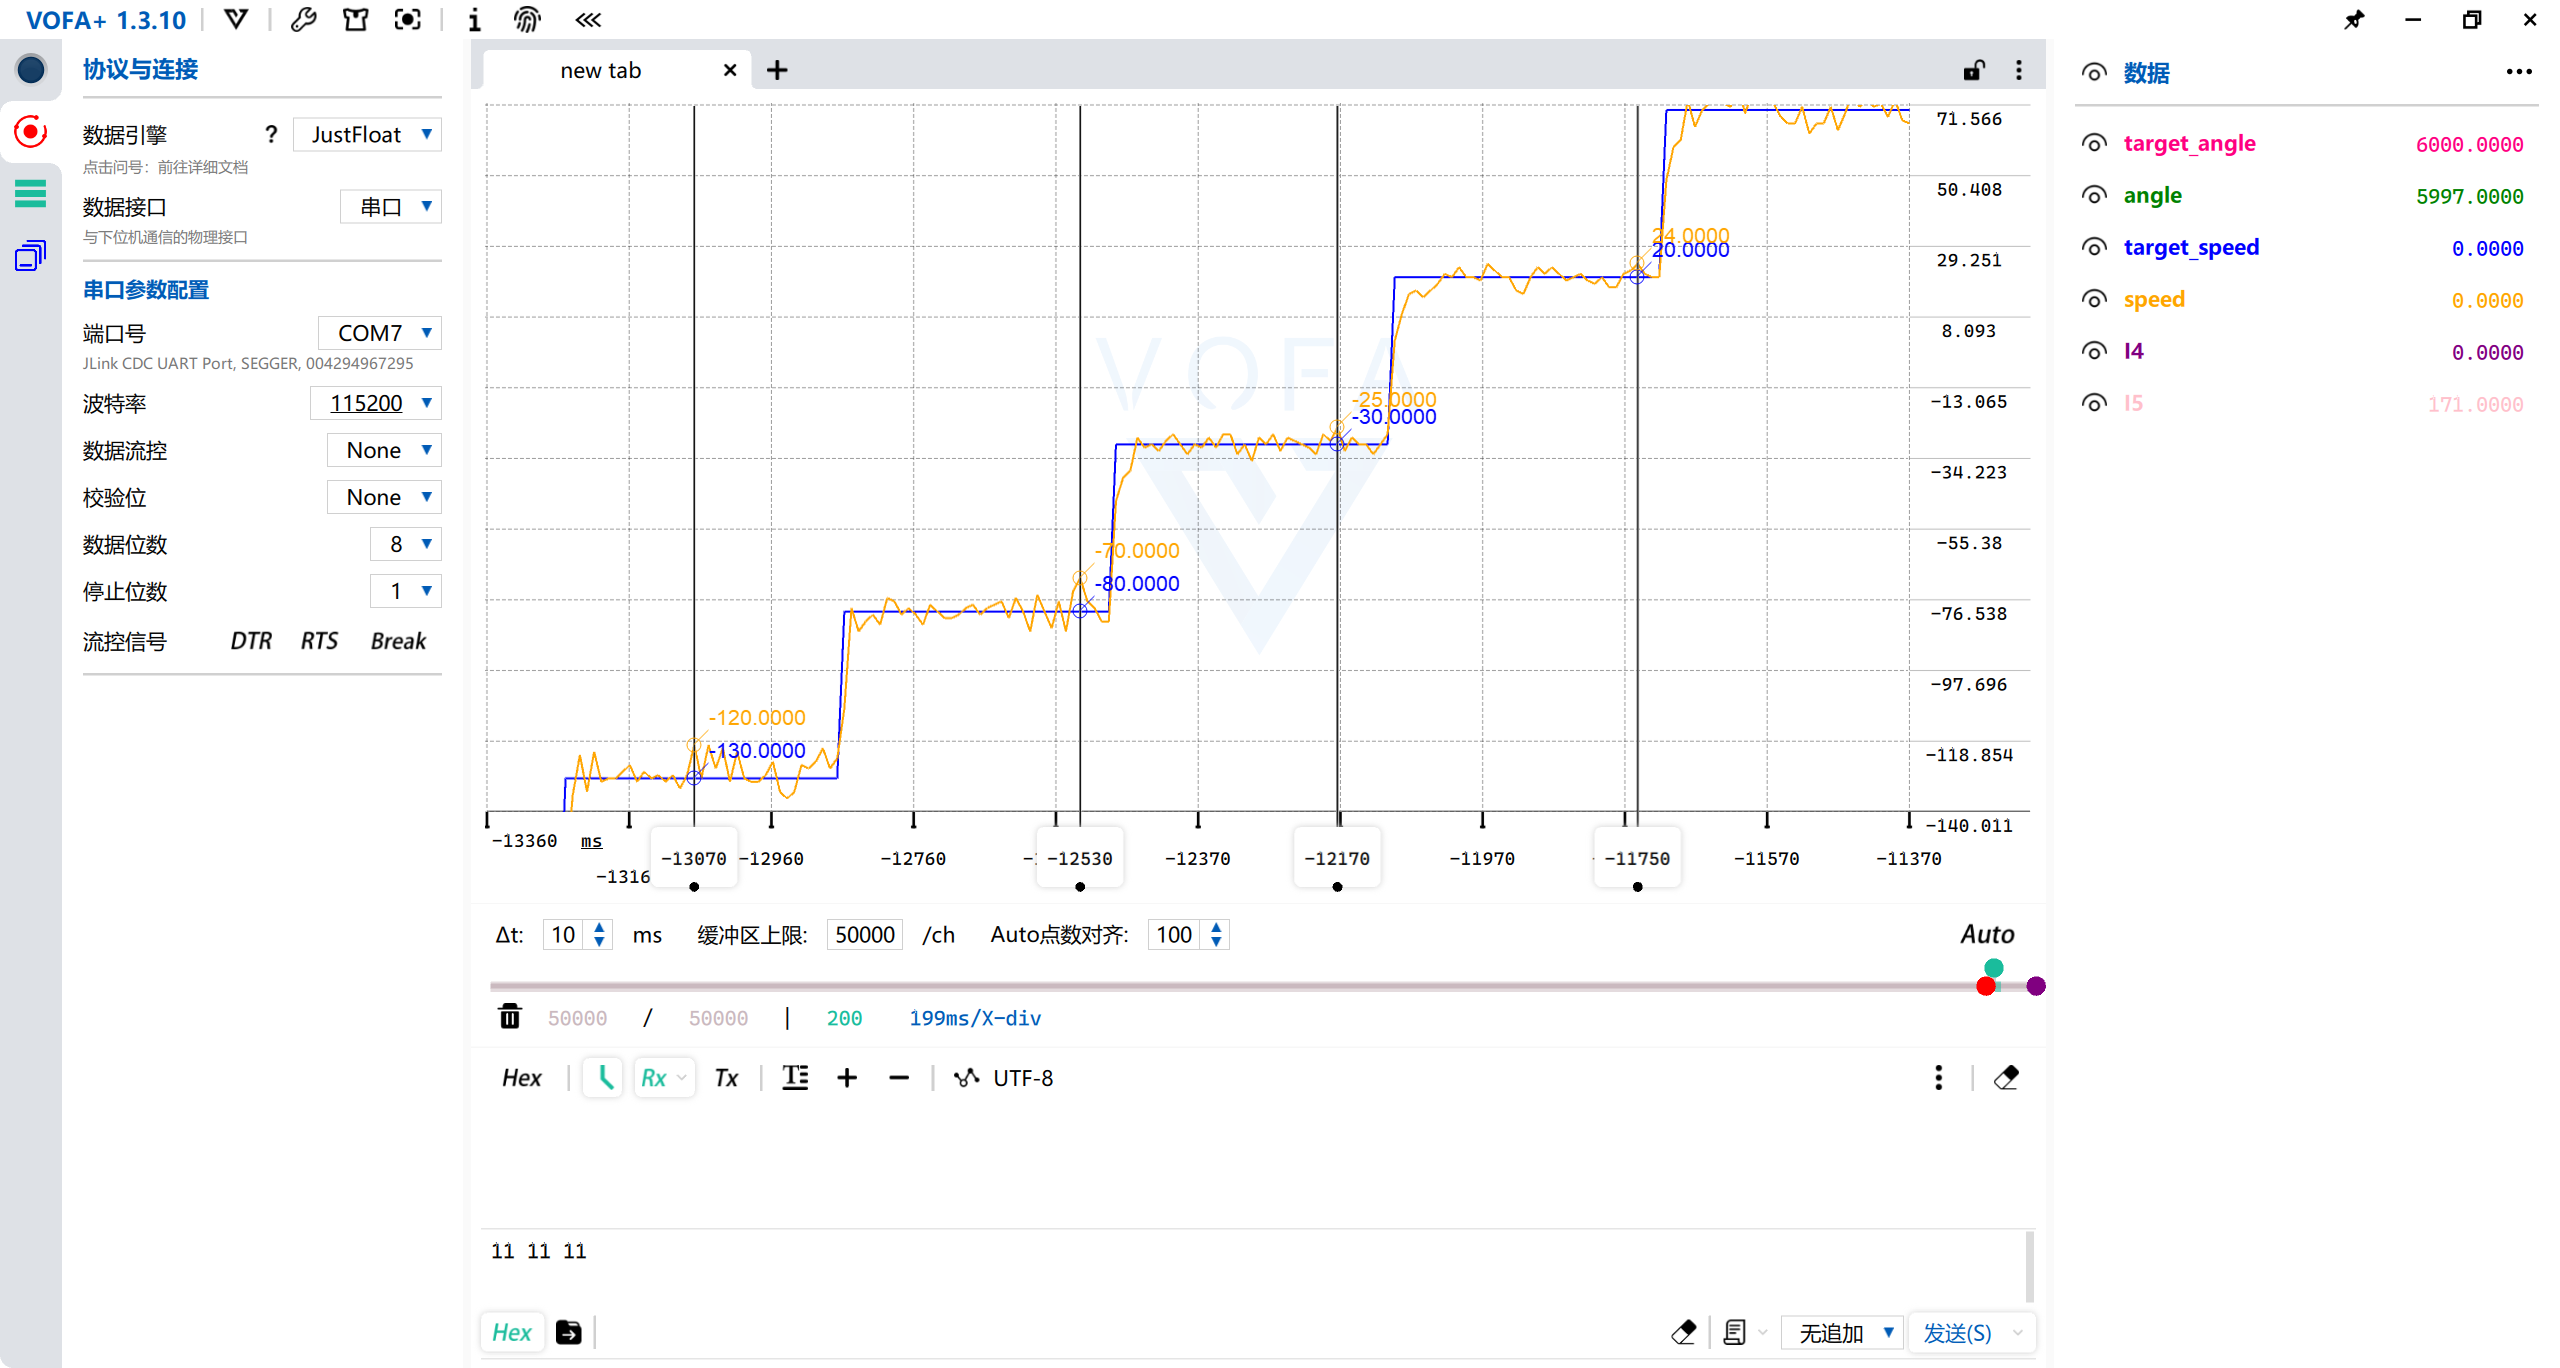 VOFA+ 1.3.10
协议与连接
数据引擎 ? JustFloat
点击问号：前往详细文档
数据接口 串口
与下位机通信的物理接口
串口参数配置
端口号 COM7
JLink CDC UART Port, SEGGER, 004294967295
波特率 115200
数据流控 None
校验位 None
数据位数 8
停止位数 1
流控信号 DTR RTS Break
new tab
71.566
50.408
29.251
8.093
-13.065
-34.223
-55.38
-76.538
-97.696
-118.854
-140.011
24.0000
20.0000
VOFA
-25.0000
-30.0000
-70.0000
-80.0000
-120.0000
-130.0000
-13360 ms
-1316
-13070 -12960 -12760 -12530 -12370 -12170 -11970 -11750 -11570 -11370
Δt: 10 ms 缓冲区上限: 50000 /ch Auto点数对齐: 100 Auto
50000 / 50000 | 200 199ms/X-div
Hex Rx Tx UTF-8
11 11 11
Hex 无追加 发送(S)
数据
target_angle 6000.0000
angle 5997.0000
target_speed 0.0000
speed 0.0000
I4 0.0000
I5 171.0000